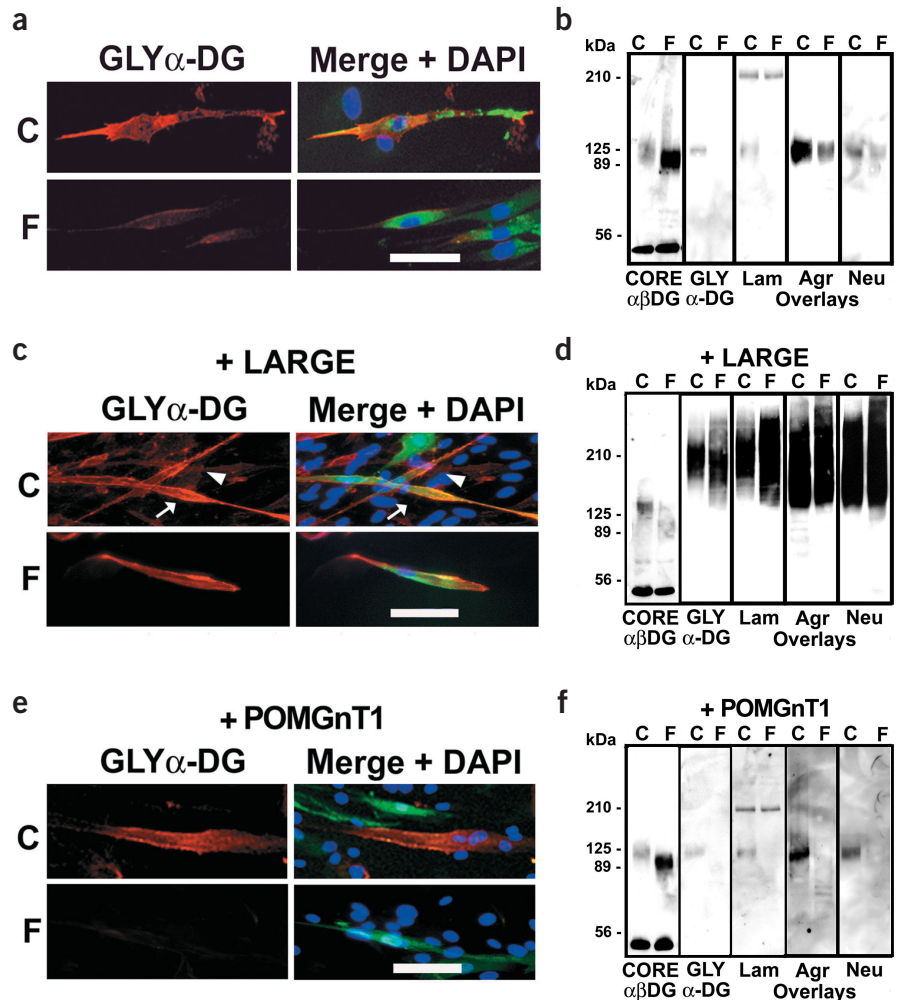 a
GLYα-DG Merge + DAPI
C
F
b
kDa C F C F C F C F C F
210 -
125 -
89 -
56 -
CORE GLY Lam Agr Neu
αβDG α-DG Overlays
c
+ LARGE
GLYα-DG Merge + DAPI
C
F
d
+ LARGE
kDa C F C F C F C F C F
210 -
125 -
89 -
56 -
CORE GLY Lam Agr Neu
αβDG α-DG Overlays
e
+ POMGnT1
GLYα-DG Merge + DAPI
C
F
f
+ POMGnT1
kDa C F C F C F C F C F
210 -
125 -
89 -
56 -
CORE GLY Lam Agr Neu
αβDG α-DG Overlays